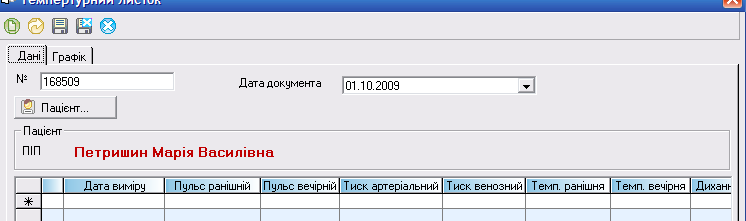 Температурний листок
Дані Графік
№ 168509 Дата документа 01.10.2009
Пацієнт...
Пацієнт
ПІП Петришин Марія Василівна
Дата виміру Пульс ранішній Пульс вечірній Тиск артеріальний Тиск венозний Темп. ранішня Темп. вечірня